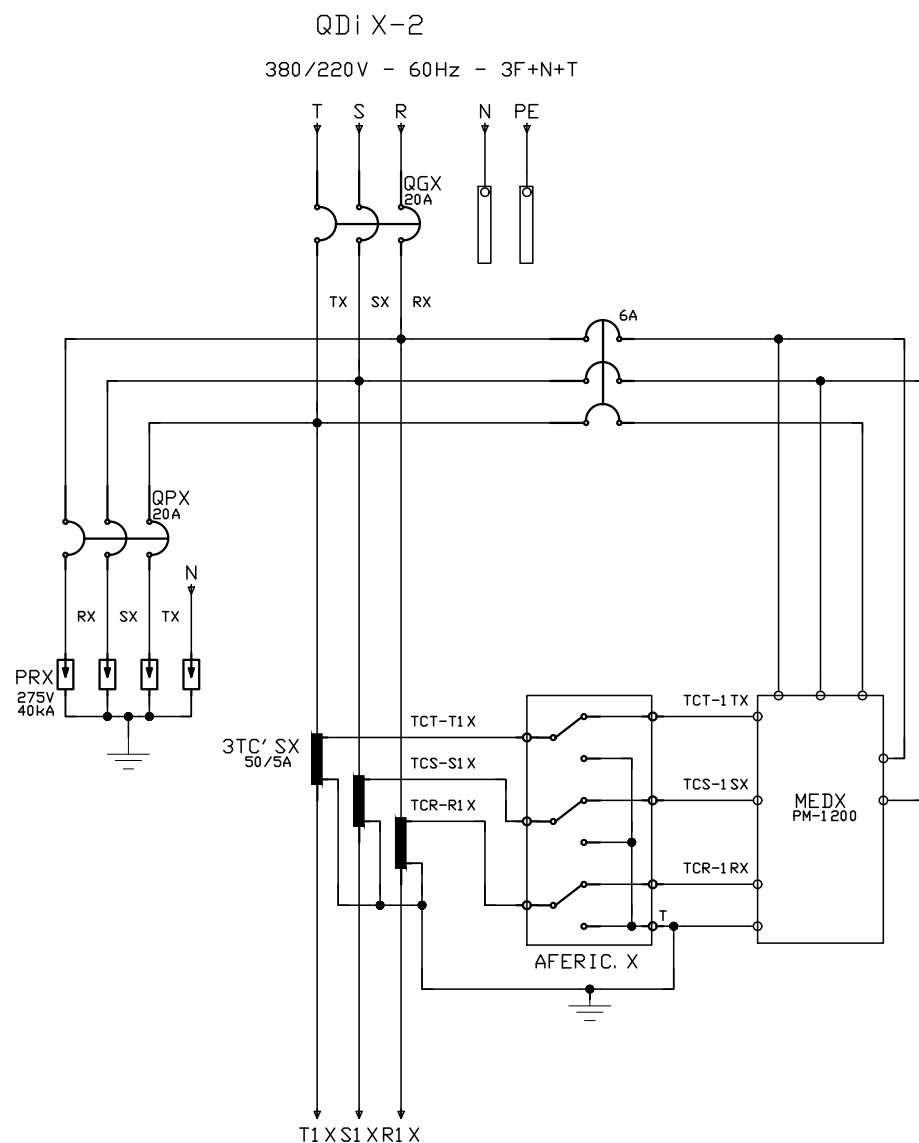 QDi X-2
380/220V - 60Hz - 3F+N+T
T S R N PE
QGX
20A
TX SX RX
6A
QPX
20A
N
RX SX TX
PRX
275V
40kA
3TC' SX
50/5A
TCT-T1X
TCS-S1X
TCR-R1X
TCT-1TX
TCS-1SX
TCR-1RX
T
MEDX
PM-1200
AFERIC. X
T1X S1X R1X